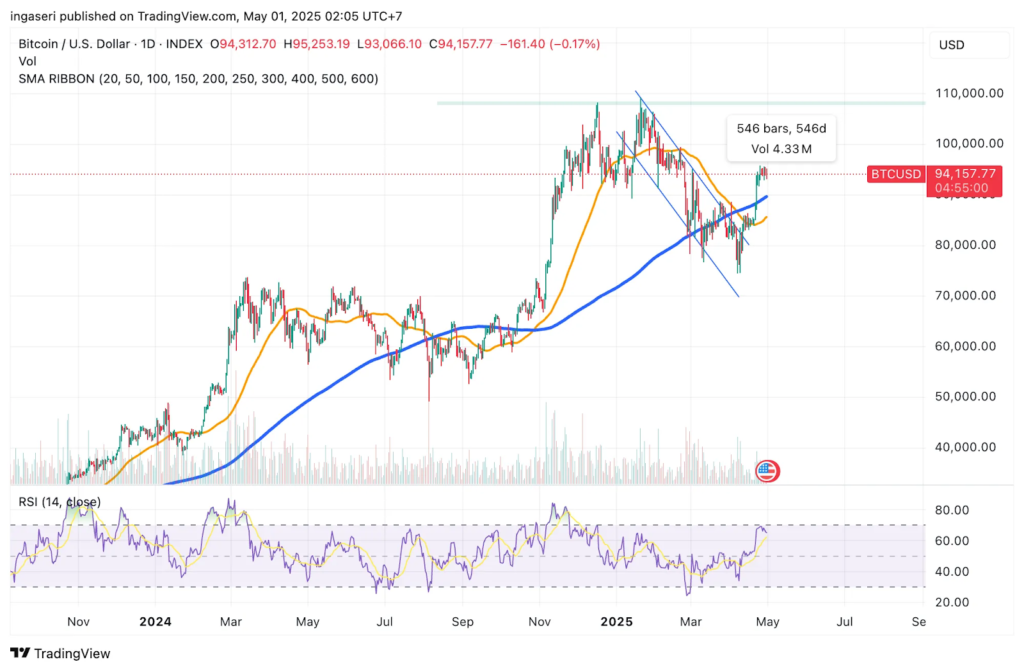 ingaseri published on TradingView.com, May 01, 2025 02:05 UTC+7
Bitcoin / U.S. Dollar · 1D · INDEX O94,312.70 H95,253.19 L93,066.10 C94,157.77 −161.40 (−0.17%)
USD
Vol
SMA RIBBON (20, 50, 100, 150, 200, 250, 300, 400, 500, 600)
110,000.00
546 bars, 546d
Vol 4.33M
100,000.00
BTCUSD 94,157.77
04:55:00
80,000.00
70,000.00
60,000.00
50,000.00
40,000.00
RSI (14, close)
80.00
60.00
40.00
20.00
Nov 2024 Mar May Jul Sep Nov 2025 Mar May Jul Se
TradingView